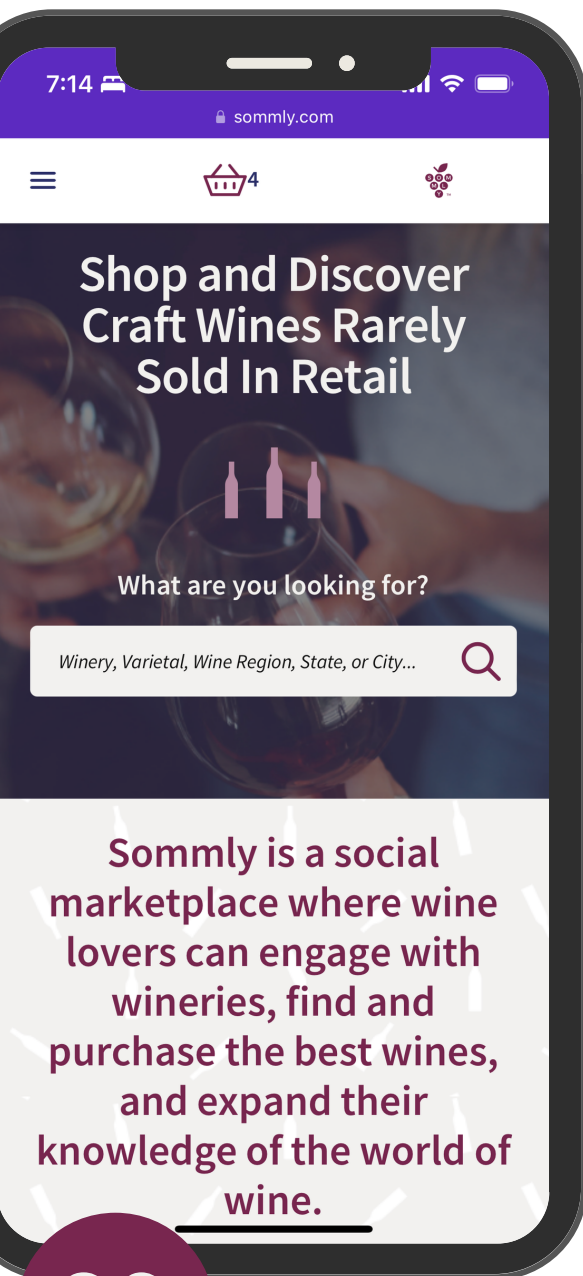 7:14
sommly.com
4
SOM
ML
Y
Shop and Discover
Craft Wines Rarely
Sold In Retail
What are you looking for?
Winery, Varietal, Wine Region, State, or City...
Sommly is a social
marketplace where wine
lovers can engage with
wineries, find and
purchase the best wines,
and expand their
knowledge of the world of
wine.